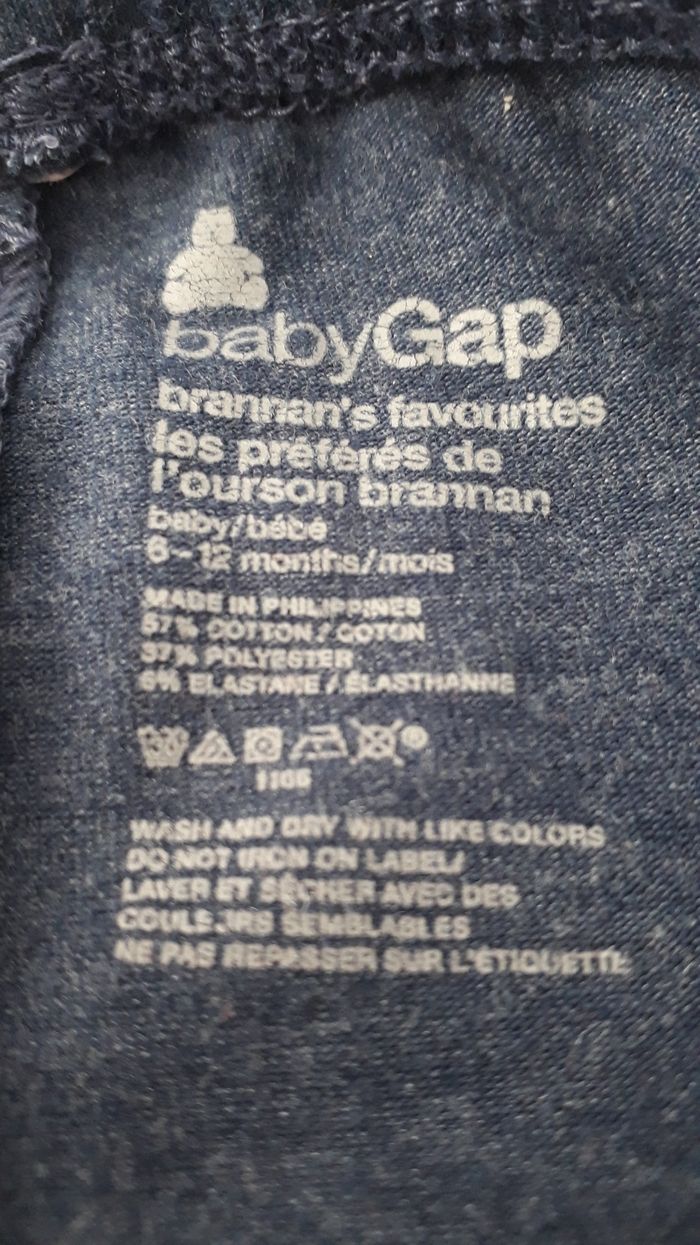 babyGap
brannan's favourites
les préférés de
l'ourson brannan
baby/bébé
6-12 months/mois
MADE IN PHILIPPINES
57% COTTON / COTON
37% POLYESTER
6% ELASTANE / ÉLASTHANNE
WASH AND DRY WITH LIKE COLORS
DO NOT IRON ON LABEL/
LAVER ET SÉCHER AVEC DES
COULEURS SEMBLABLES
NE PAS REPASSER SUR L'ÉTIQUETTE